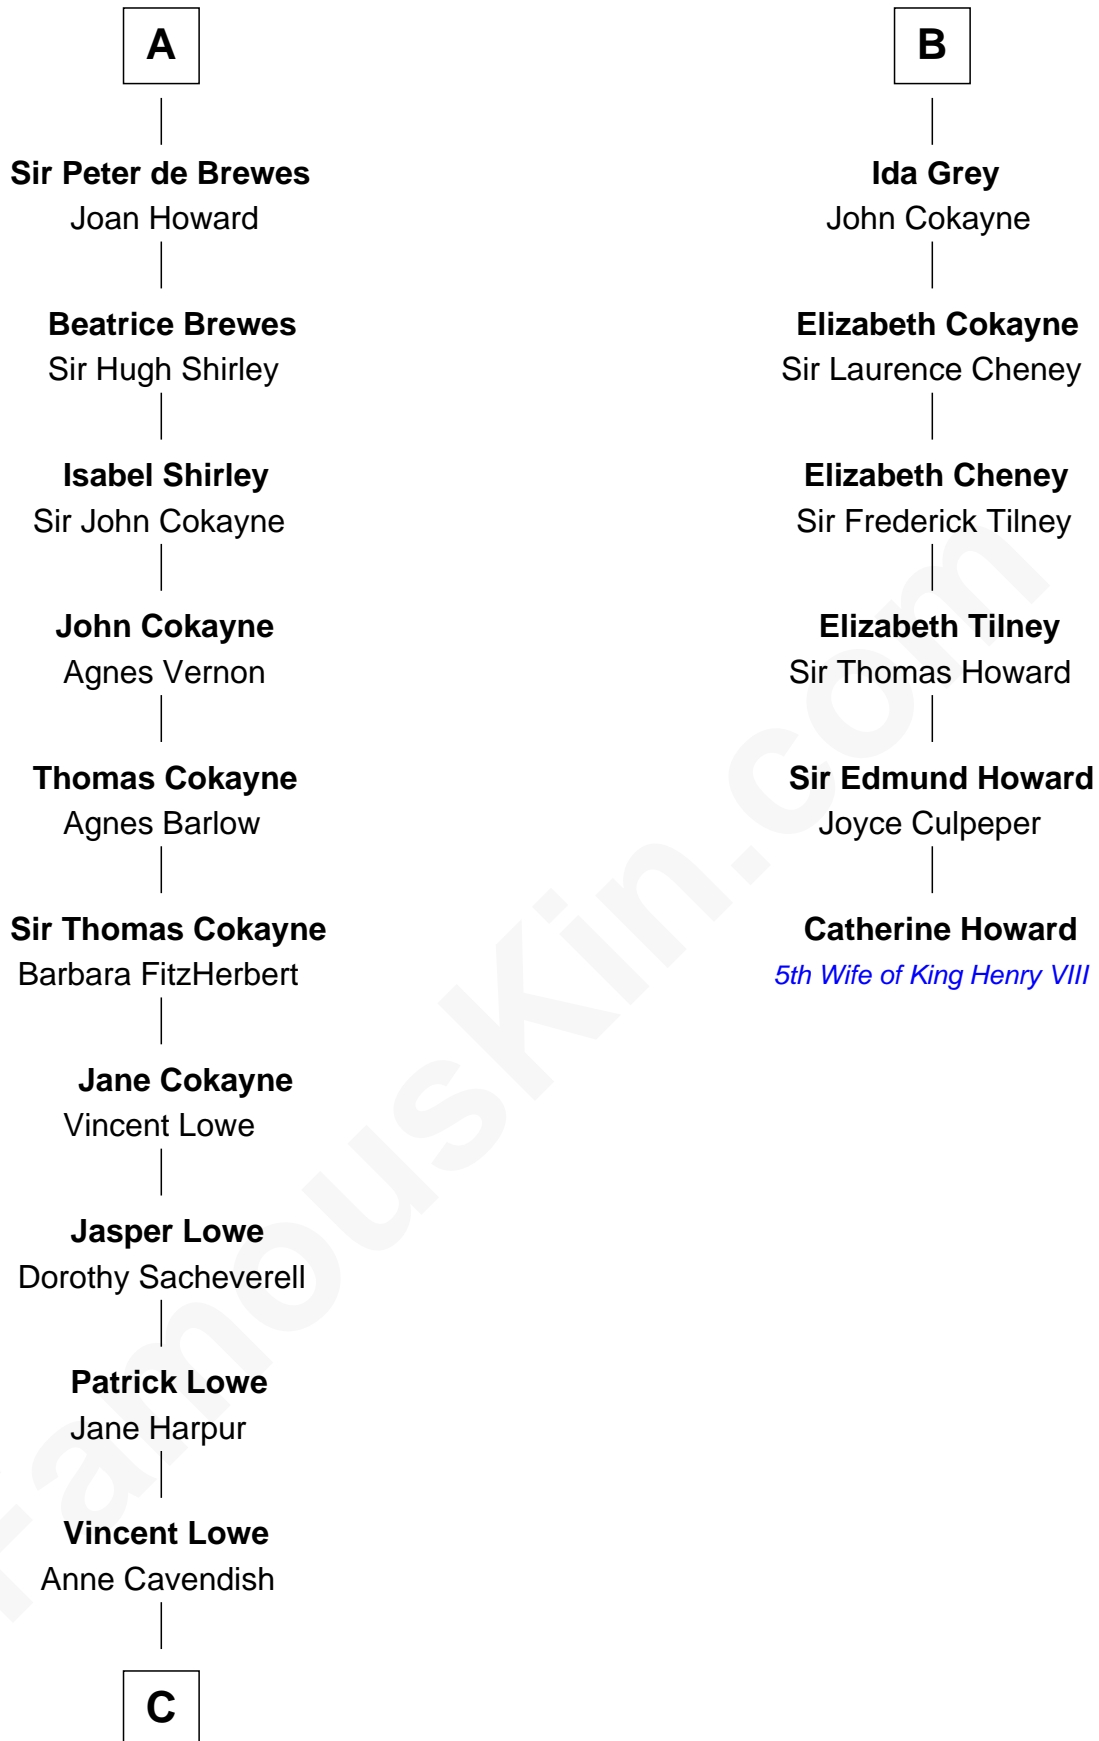 A
Sir Peter de Brewes
Joan Howard
Beatrice Brewes
Sir Hugh Shirley
Isabel Shirley
Sir John Cokayne
John Cokayne
Agnes Vernon
Thomas Cokayne
Agnes Barlow
Sir Thomas Cokayne
Barbara FitzHerbert
Jane Cokayne
Vincent Lowe
Jasper Lowe
Dorothy Sacheverell
Patrick Lowe
Jane Harpur
Vincent Lowe
Anne Cavendish
C
B
Ida Grey
John Cokayne
Elizabeth Cokayne
Sir Laurence Cheney
Elizabeth Cheney
Sir Frederick Tilney
Elizabeth Tilney
Sir Thomas Howard
Sir Edmund Howard
Joyce Culpeper
Catherine Howard
5th Wife of King Henry VIII
FamousKin.com